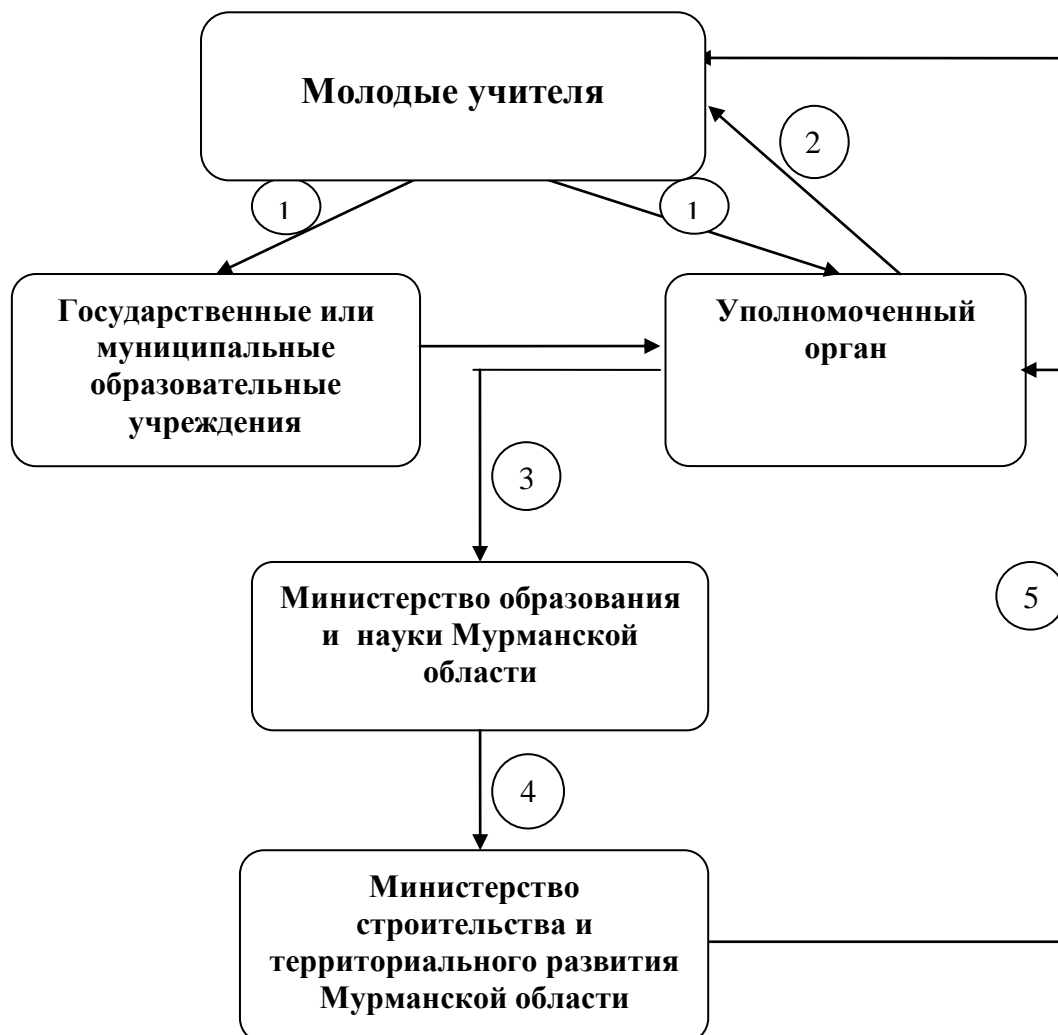 Молодые учителя
2
1
1
Государственные или
муниципальные
образовательные
учреждения
Уполномоченный
орган
3
Министерство образования
и науки Мурманской
области
5
4
Министерство
строительства и
территориального развития
Мурманской области